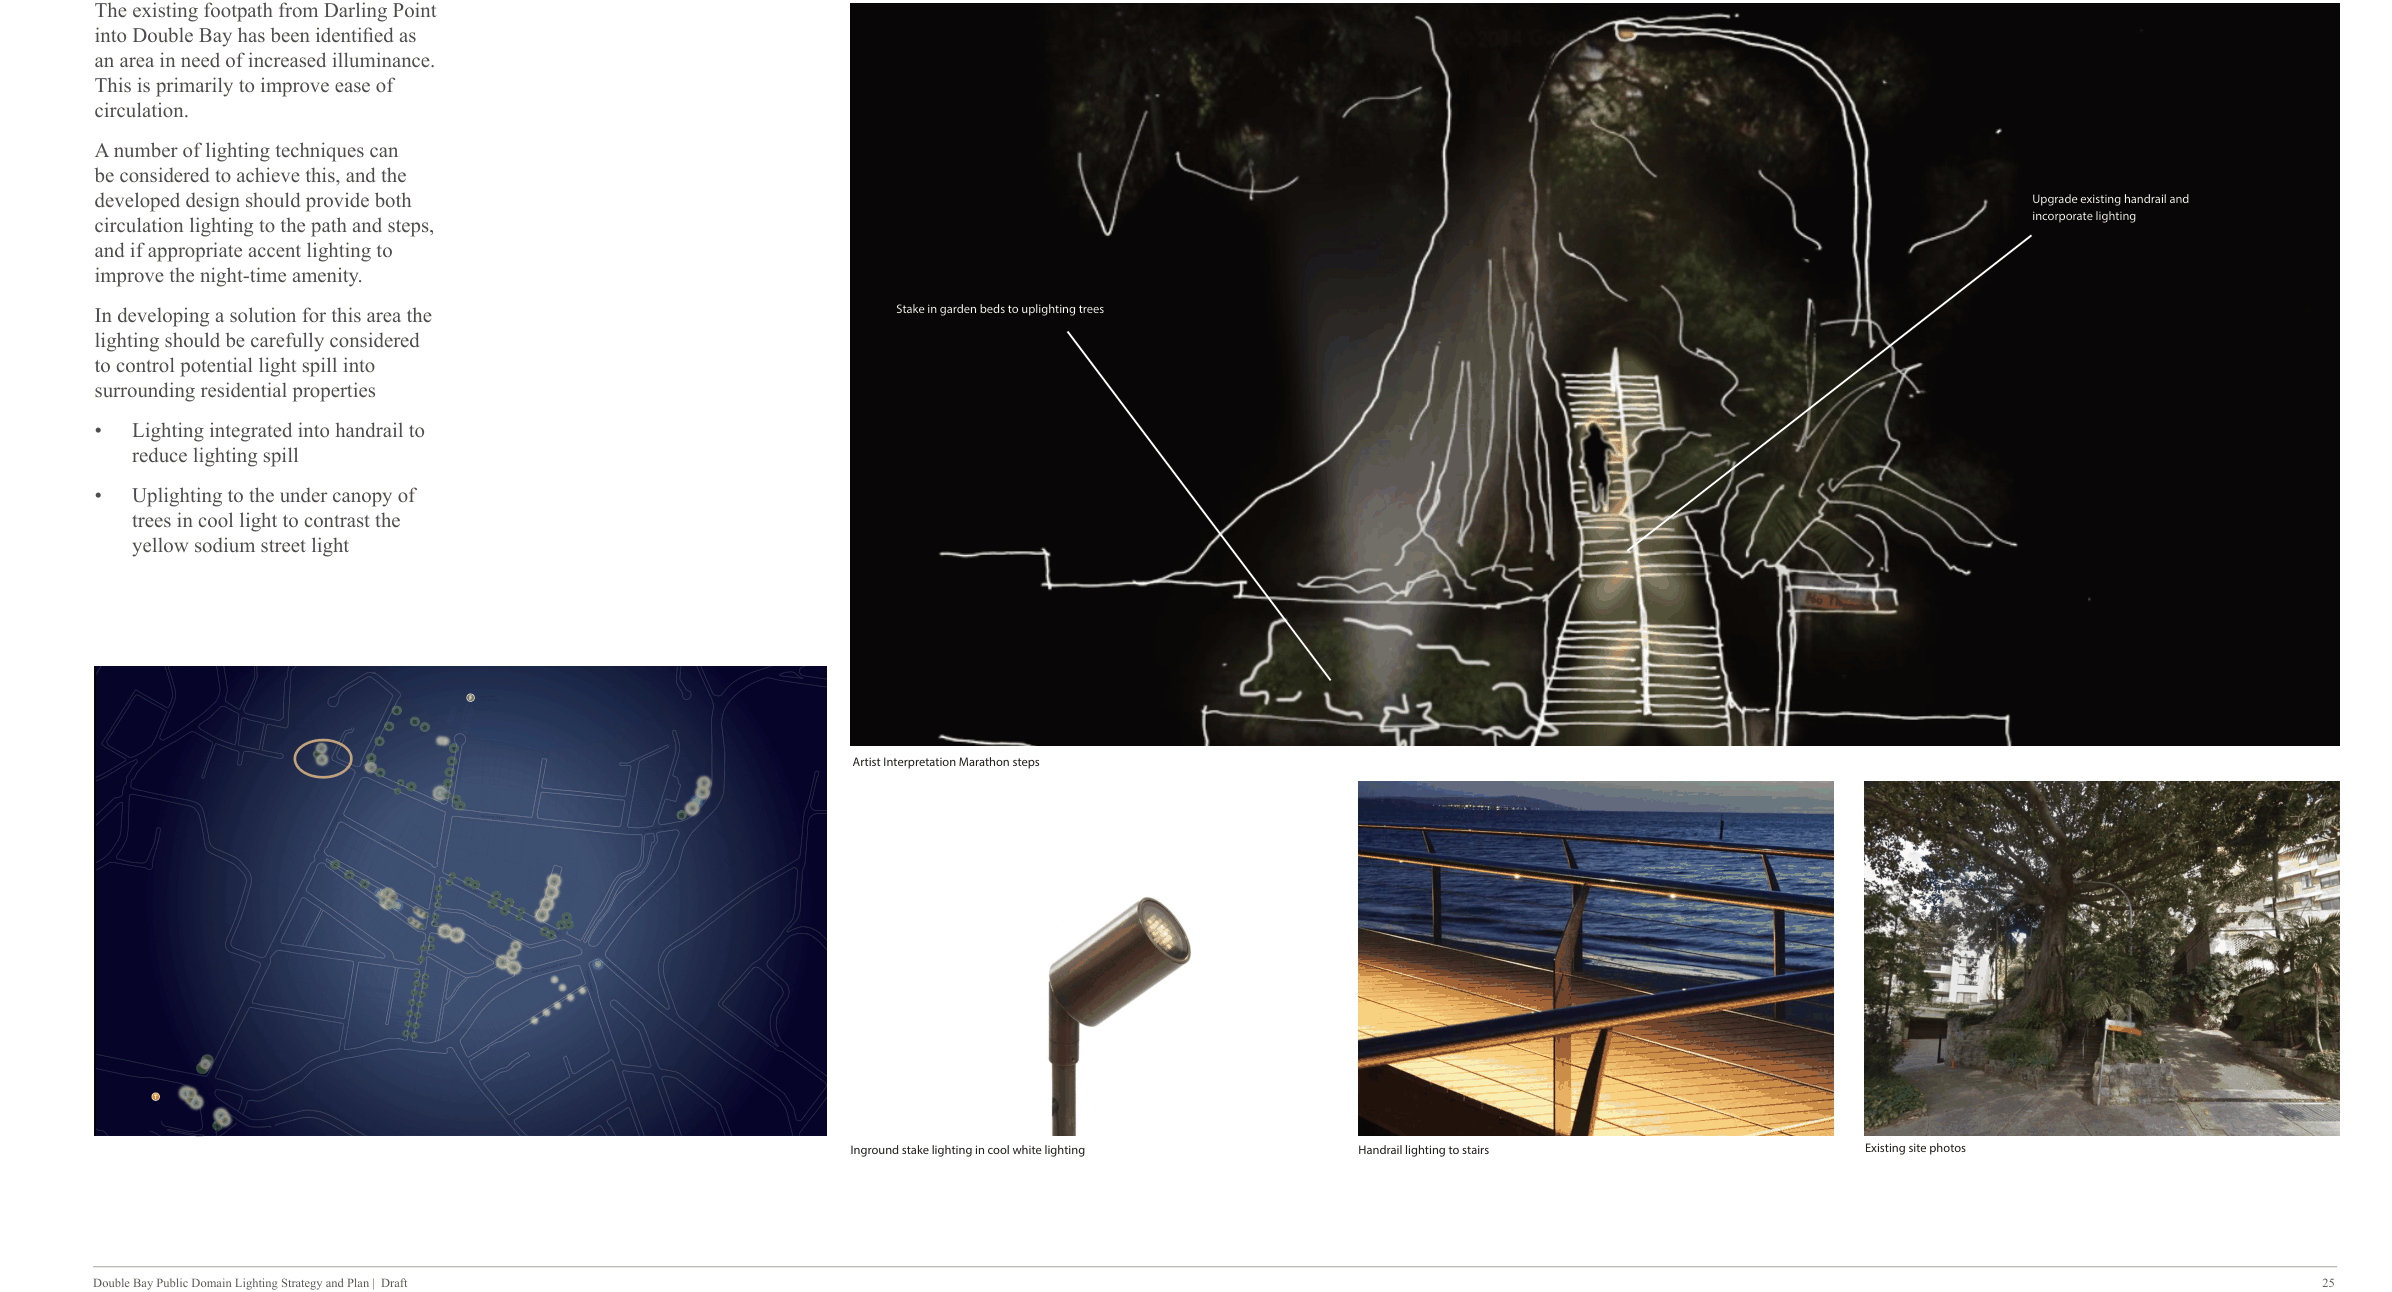 The existing footpath from Darling Point
into Double Bay has been identified as
an area in need of increased illuminance.
This is primarily to improve ease of
circulation.
A number of lighting techniques can
be considered to achieve this, and the
developed design should provide both
circulation lighting to the path and steps,
and if appropriate accent lighting to
improve the night-time amenity.
In developing a solution for this area the
lighting should be carefully considered
to control potential light spill into
surrounding residential properties
• Lighting integrated into handrail to
reduce lighting spill
• Uplighting to the under canopy of
trees in cool light to contrast the
yellow sodium street light
Stake in garden beds to uplighting trees
Upgrade existing handrail and
incorporate lighting
Artist Interpretation Marathon steps
Inground stake lighting in cool white lighting
Handrail lighting to stairs
Existing site photos
Double Bay Public Domain Lighting Strategy and Plan | Draft
25